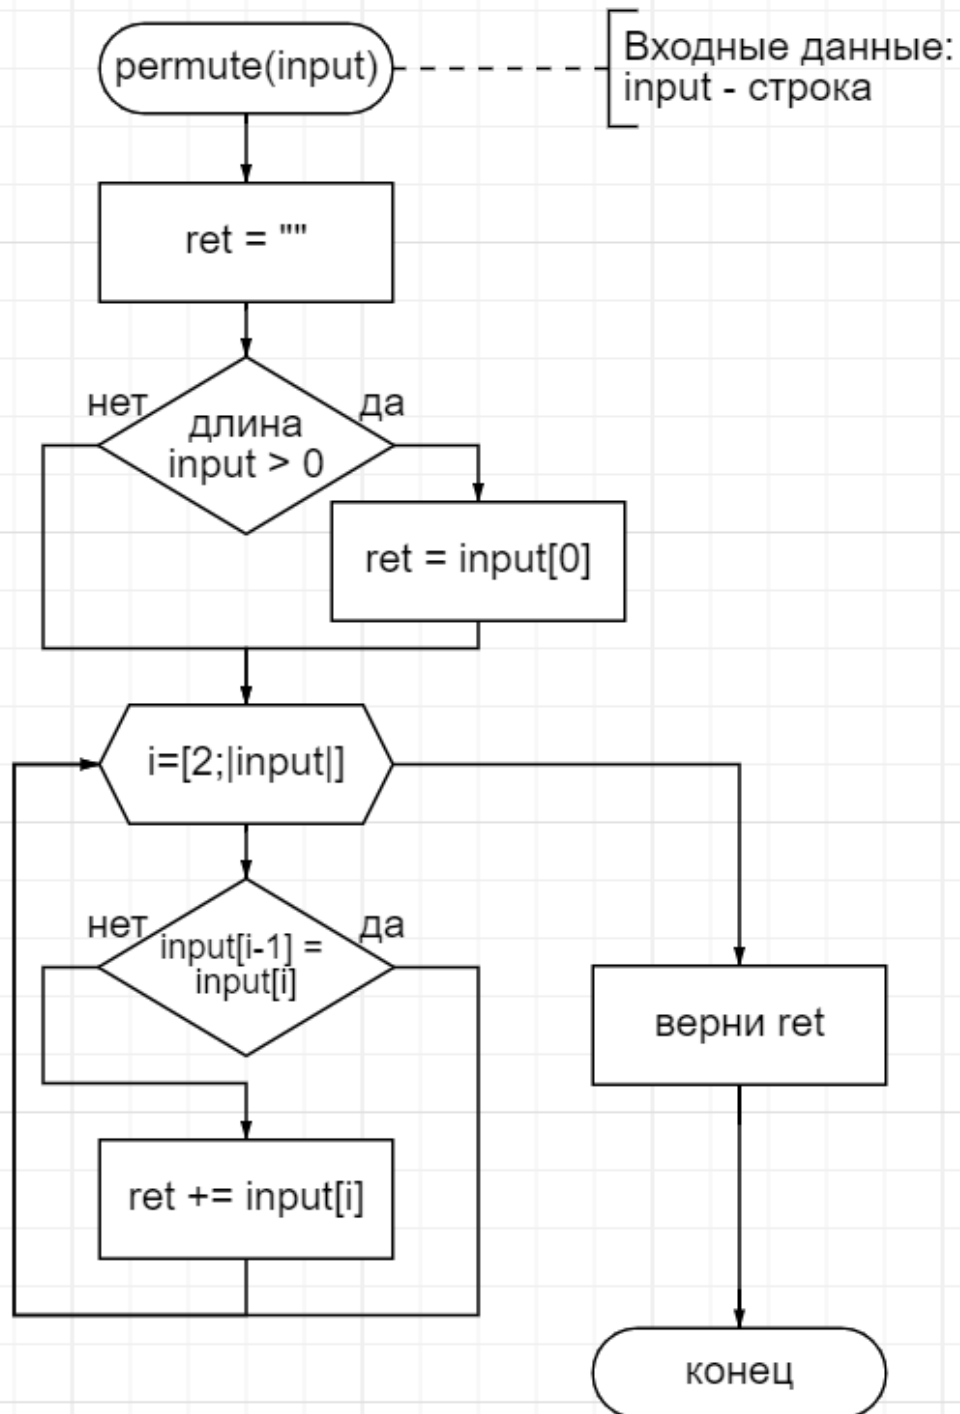 permute(input)
Входные данные:
input - строка
ret = ""
нет
да
длина
input > 0
ret = input[0]
i=[2;|input|]
нет
да
input[i-1] =
input[i]
верни ret
ret += input[i]
конец